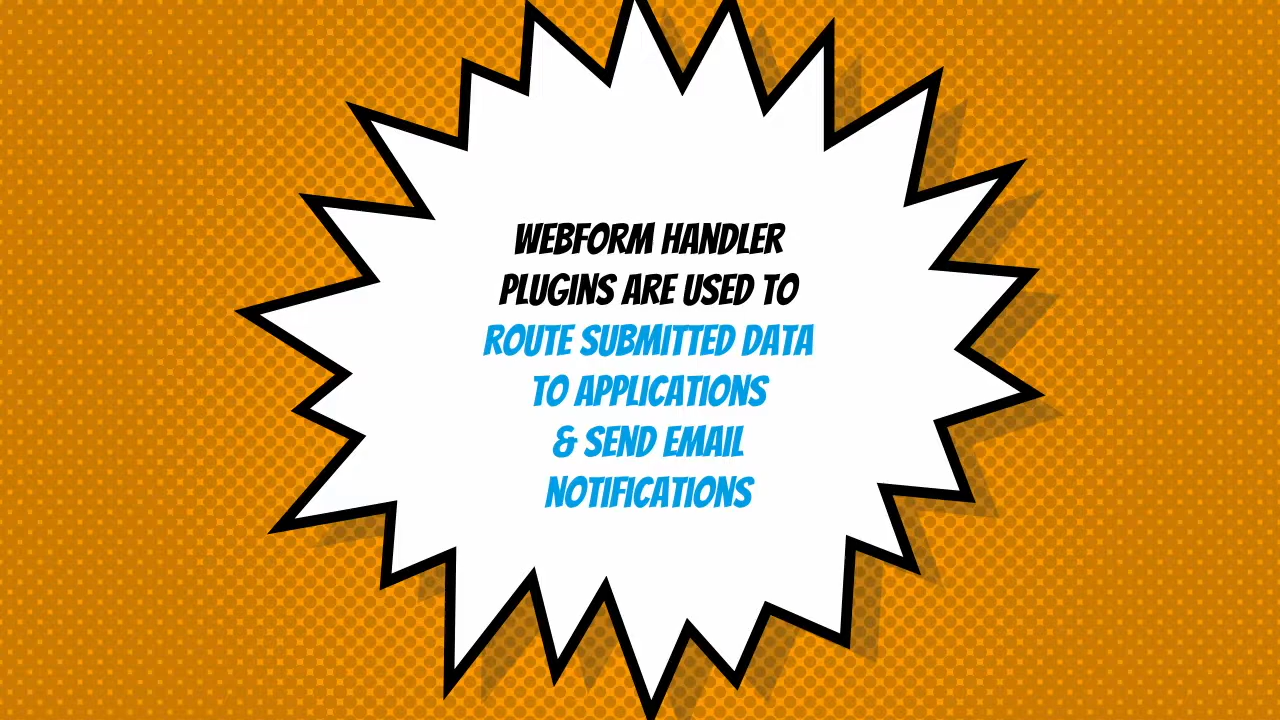 WEBFORM HANDLER
PLUGINS ARE USED TO
ROUTE SUBMITTED DATA
TO APPLICATIONS
& SEND EMAIL
NOTIFICATIONS